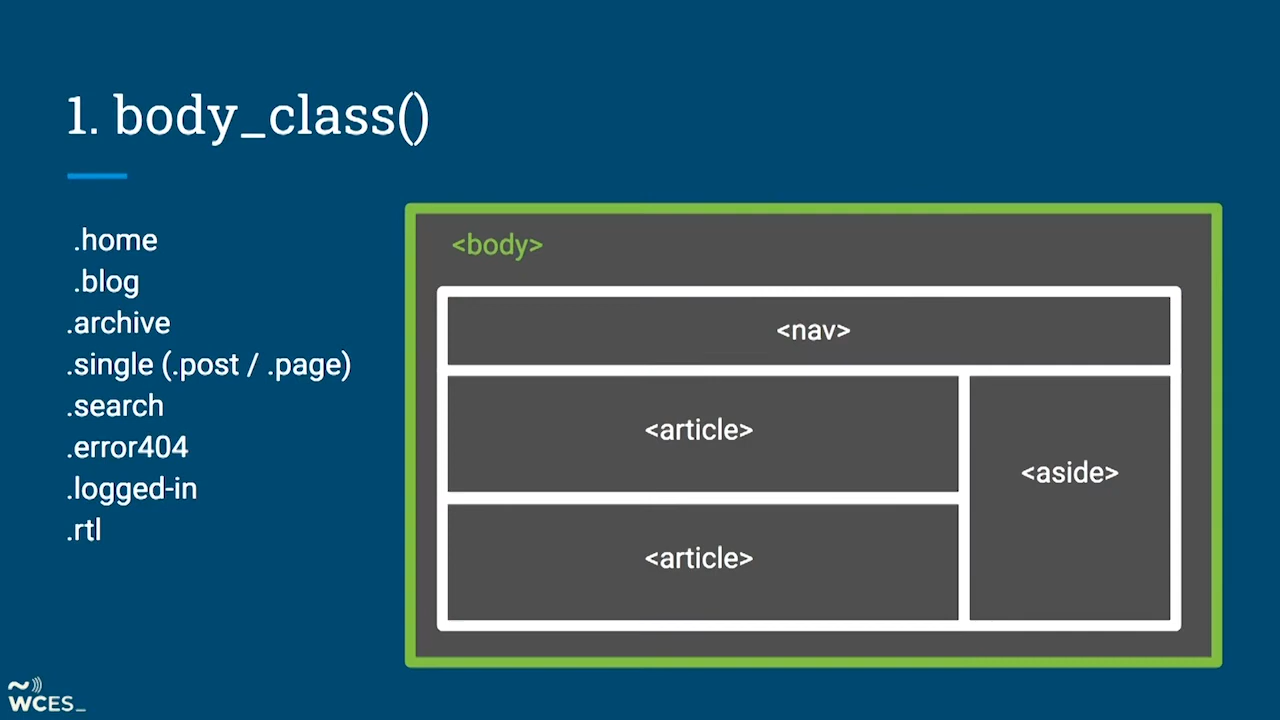 1. body_class()
.home
.blog
.archive
.single (.post / .page)
.search
.error404
.logged-in
.rtl
<body>
<nav>
<article>
<aside>
<article>
WCES_